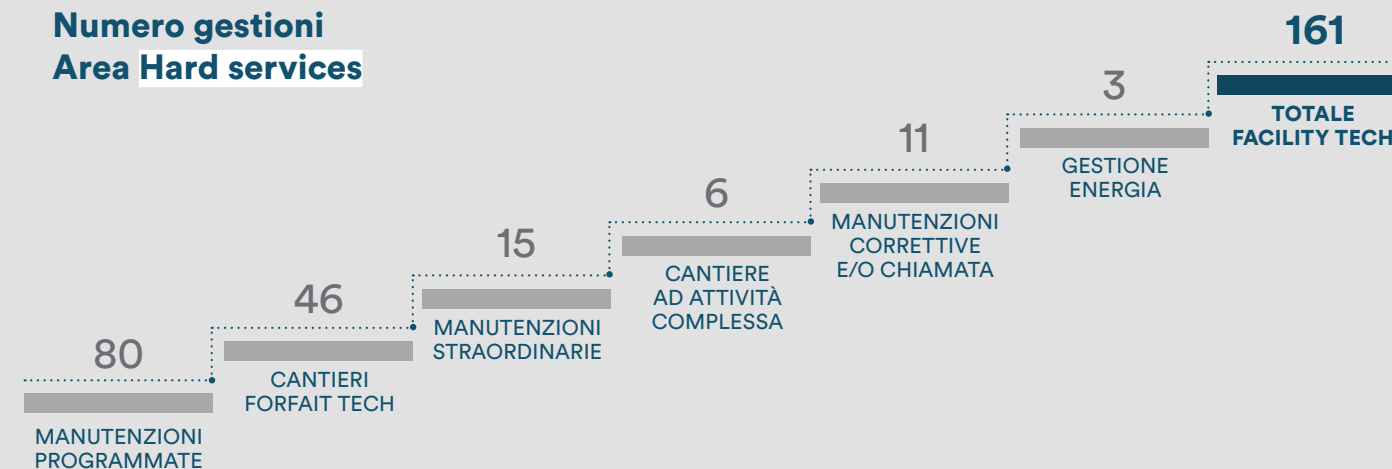 Numero gestioni
Area Hard services
80
MANUTENZIONI
PROGRAMMATE
46
CANTIERI
FORFAIT TECH
15
MANUTENZIONI
STRAORDINARIE
6
CANTIERE
AD ATTIVITÀ
COMPLESSA
11
MANUTENZIONI
CORRETTIVE
E/O CHIAMATA
3
GESTIONE
ENERGIA
161
TOTALE
FACILITY TECH